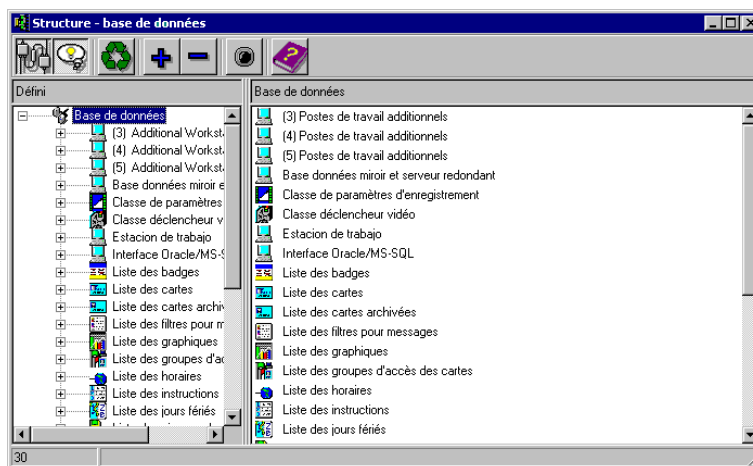 Structure - base de données
Défini
Base de données
Base de données
(3) Additional Workst
(4) Additional Workst
(5) Additional Workst
Base données miroir e
Classe de paramètres
Classe déclencheur v
Estacion de trabajo
Interface Oracle/MS-S
Liste des badges
Liste des cartes
Liste des cartes archiv
Liste des filtres pour m
Liste des graphiques
Liste des groupes d'ac
Liste des horaires
Liste des instructions
Liste des jours fériés
(3) Postes de travail additionnels
(4) Postes de travail additionnels
(5) Postes de travail additionnels
Base données miroir et serveur redondant
Classe de paramètres d'enregistrement
Classe déclencheur vidéo
Estacion de trabajo
Interface Oracle/MS-SQL
Liste des badges
Liste des cartes
Liste des cartes archivées
Liste des filtres pour messages
Liste des graphiques
Liste des groupes d'accès des cartes
Liste des horaires
Liste des instructions
Liste des jours fériés
30